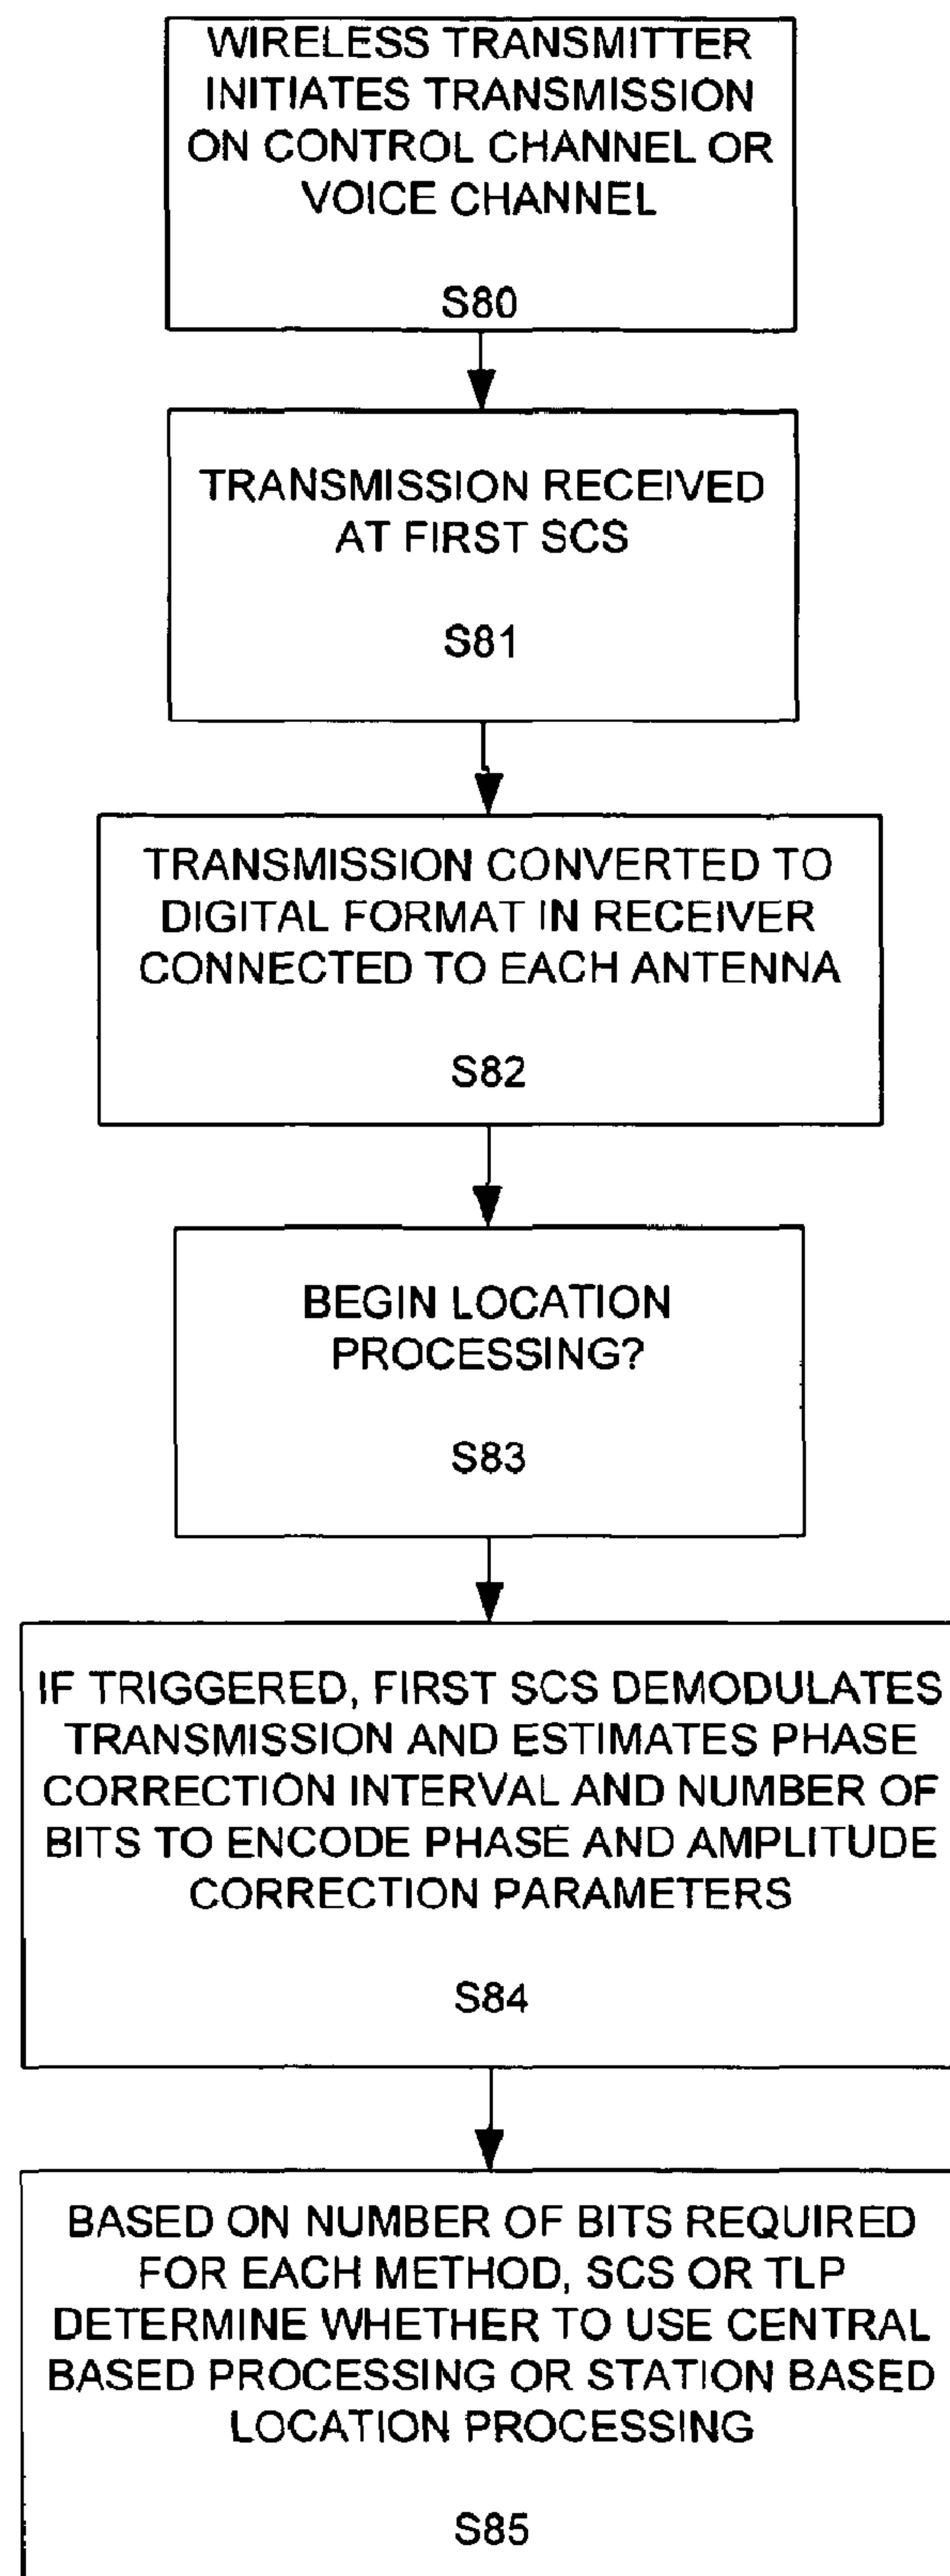 WIRELESS TRANSMITTER
INITIATES TRANSMISSION
ON CONTROL CHANNEL OR
VOICE CHANNEL
S80
TRANSMISSION RECEIVED
AT FIRST SCS
S81
TRANSMISSION CONVERTED TO
DIGITAL FORMAT IN RECEIVER
CONNECTED TO EACH ANTENNA
S82
BEGIN LOCATION
PROCESSING?
S83
IF TRIGGERED, FIRST SCS DEMODULATES
TRANSMISSION AND ESTIMATES PHASE
CORRECTION INTERVAL AND NUMBER OF
BITS TO ENCODE PHASE AND AMPLITUDE
CORRECTION PARAMETERS
S84
BASED ON NUMBER OF BITS REQUIRED
FOR EACH METHOD, SCS OR TLP
DETERMINE WHETHER TO USE CENTRAL
BASED PROCESSING OR STATION BASED
LOCATION PROCESSING
S85